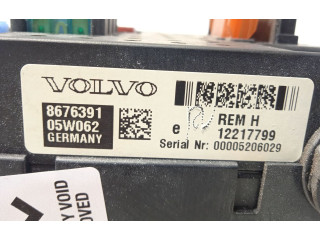 VOLVO
8676391
05W062
GERMANY
e
REM H
12217799
Serial Nr: 00005206029
VOID
OVED